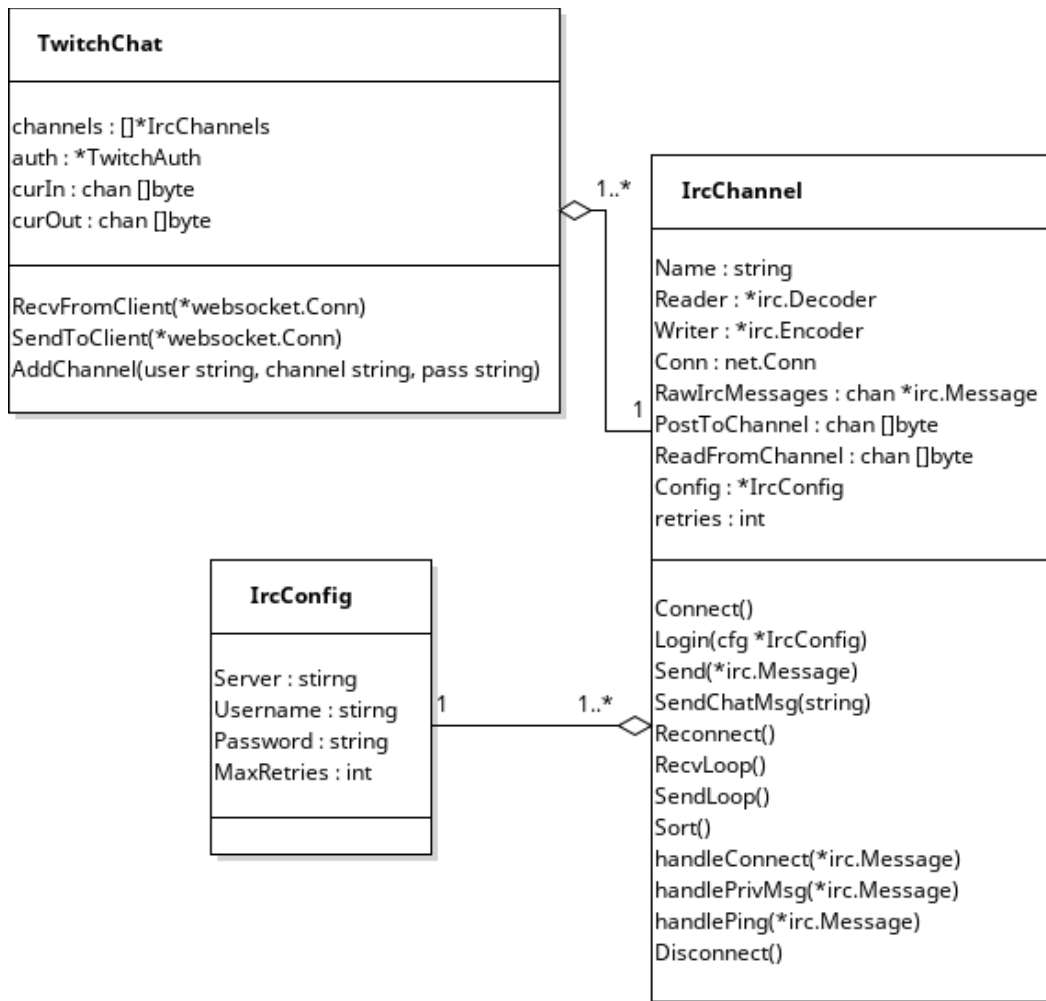 TwitchChat
channels : []*IrcChannels
auth : *TwitchAuth
curIn : chan []byte
curOut : chan []byte
RecvFromClient(*websocket.Conn)
SendToClient(*websocket.Conn)
AddChannel(user string, channel string, pass string)
1..*
1
IrcChannel
Name : string
Reader : *irc.Decoder
Writer : *irc.Encoder
Conn : net.Conn
RawIrcMessages : chan *irc.Message
PostToChannel : chan []byte
ReadFromChannel : chan []byte
Config : *IrcConfig
retries : int
Connect()
Login(cfg *IrcConfig)
Send(*irc.Message)
SendChatMsg(string)
Reconnect()
RecvLoop()
SendLoop()
Sort()
handleConnect(*irc.Message)
handlePrivMsg(*irc.Message)
handlePing(*irc.Message)
Disconnect()
IrcConfig
Server : stirng
Username : stirng
Password : string
MaxRetries : int
1
1..*